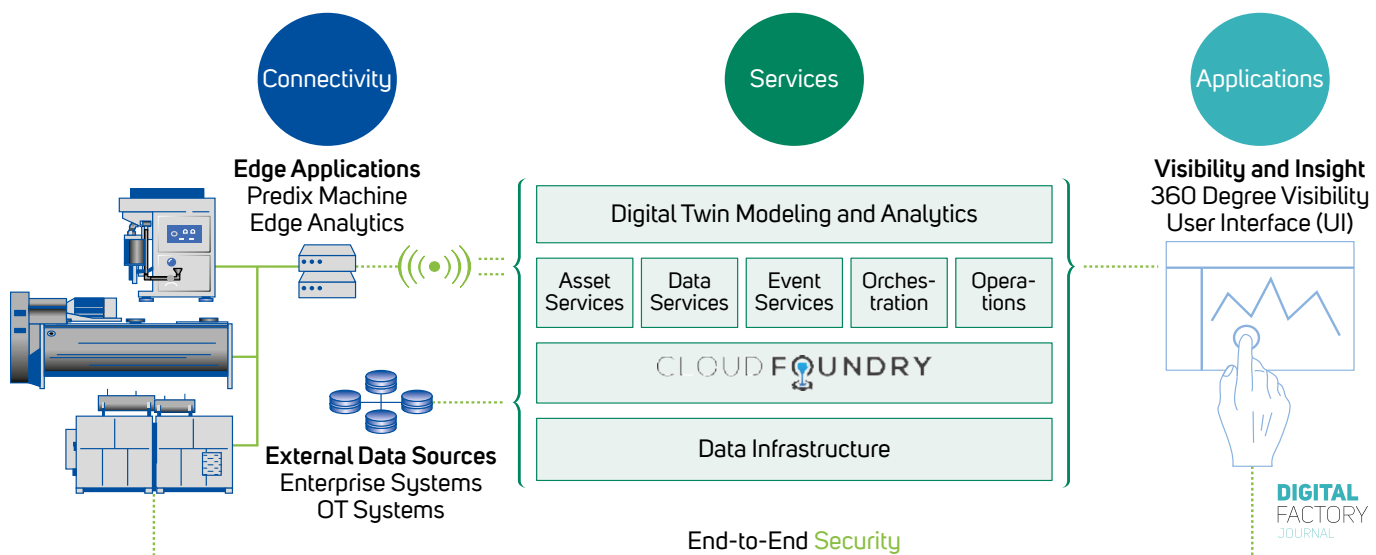 Connectivity
Services
Applications
Edge Applications
Predix Machine
Edge Analytics
External Data Sources
Enterprise Systems
OT Systems
Digital Twin Modeling and Analytics
Asset
Services
Data
Services
Event
Services
Orches-
tration
Opera-
tions
CLOUD FOUNDRY
Data Infrastructure
Visibility and Insight
360 Degree Visibility
User Interface (UI)
DIGITAL
FACTORY
JOURNAL
End-to-End Security